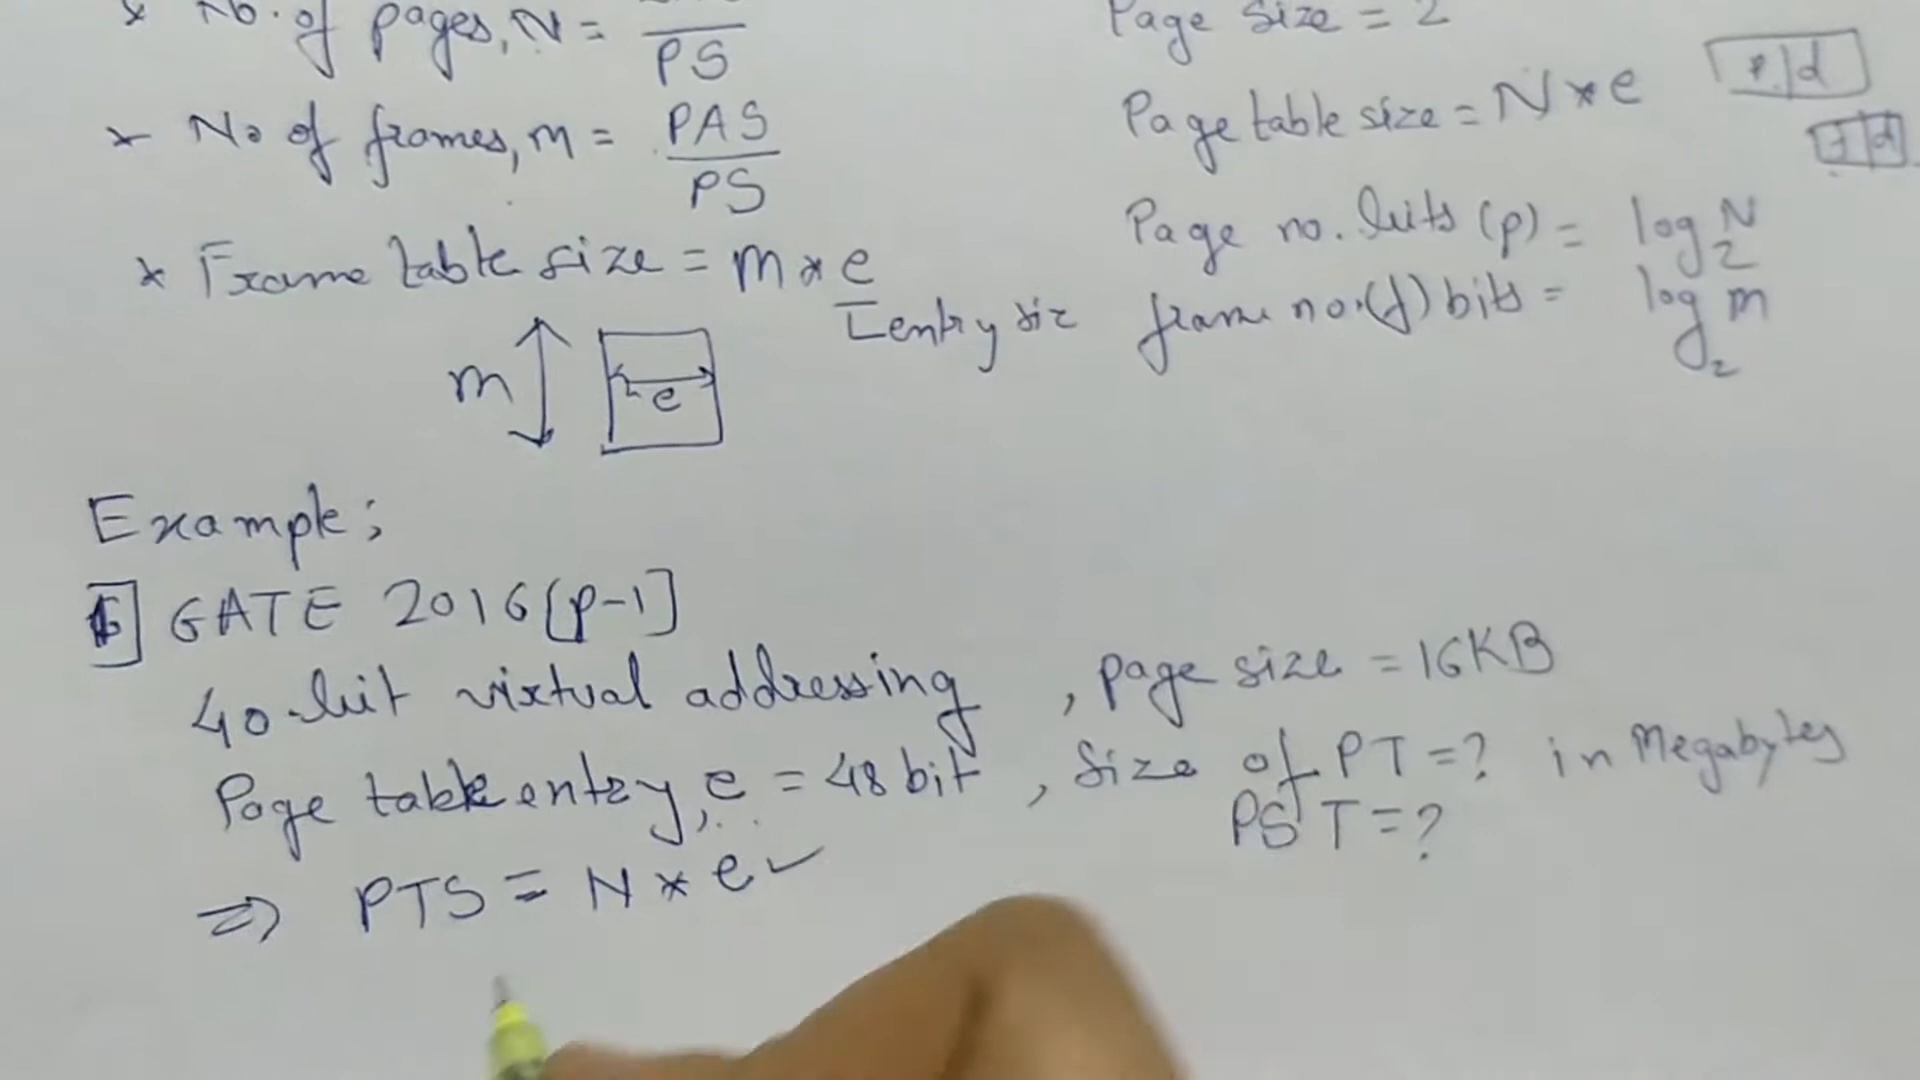 * No. of pages, N = PS
Page Size = 2
* No of frames, m = PAS / PS
Page table size = N * e
* Frame table size = m * e
entry siz
Page no. bits (p) = log2 N
frame no.(f) bits = log2 m
m
e
Example;
GATE 2016 [p-1]
40-bit virtual addressing , page size = 16KB
Page table entry, e = 48 bit , Size of PT = ? in Megabytes
PST = ?
⇒ PTS = N * e ✓